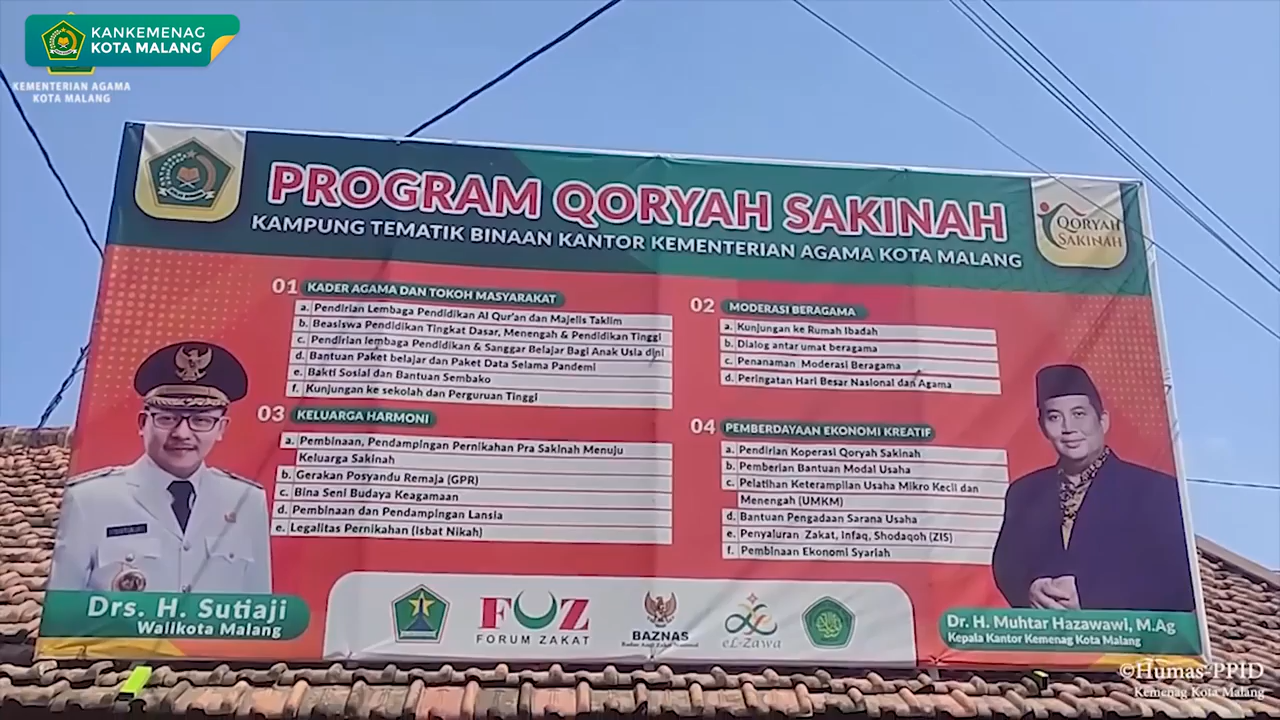 KANKEMENAG
KOTA MALANG
KEMENTERIAN AGAMA
KOTA MALANG
PROGRAM QORYAH SAKINAH
KAMPUNG TEMATIK BINAAN KANTOR KEMENTERIAN AGAMA KOTA MALANG
QORYAH
SAKINAH
01 KADER AGAMA DAN TOKOH MASYARAKAT
a. Pendirian Lembaga Pendidikan Al Qur'an dan Majelis Taklim
b. Beasiswa Pendidikan Tingkat Dasar, Menengah & Pendidikan Tinggi
c. Pendirian lembaga Pendidikan & Sanggar Belajar Bagi Anak Usia dini
d. Bantuan Paket belajar dan Paket Data Selama Pandemi
e. Bakti Sosial dan Bantuan Sembako
f. Kunjungan ke sekolah dan Perguruan Tinggi
02 MODERASI BERAGAMA
a. Kunjungan ke Rumah Ibadah
b. Dialog antar umat beragama
c. Penanaman Moderasi Beragama
d. Peringatan Hari Besar Nasional dan Agama
03 KELUARGA HARMONI
a. Pembinaan, Pendampingan Pernikahan Pra Sakinah Menuju
Keluarga Sakinah
b. Gerakan Posyandu Remaja (GPR)
c. Bina Seni Budaya Keagamaan
d. Pembinaan dan Pendampingan Lansia
e. Legalitas Pernikahan (Isbat Nikah)
04 PEMBERDAYAAN EKONOMI KREATIF
a. Pendirian Koperasi Qoryah Sakinah
b. Pemberian Bantuan Modal Usaha
c. Pelatihan Keterampilan Usaha Mikro Kecil dan
Menengah (UMKM)
d. Bantuan Pengadaan Sarana Usaha
e. Penyaluran Zakat, Infaq, Shodaqoh (ZIS)
f. Pembinaan Ekonomi Syariah
Drs. H. Sutiaji
Walikota Malang
FOZ
FORUM ZAKAT
BAZNAS
Badan Amil Zakat Nasional
eL-Zawa
Dr. H. Muhtar Hazawawi, M.Ag
Kepala Kantor Kemenag Kota Malang
©Humas-PPID
Kemenag Kota Malang